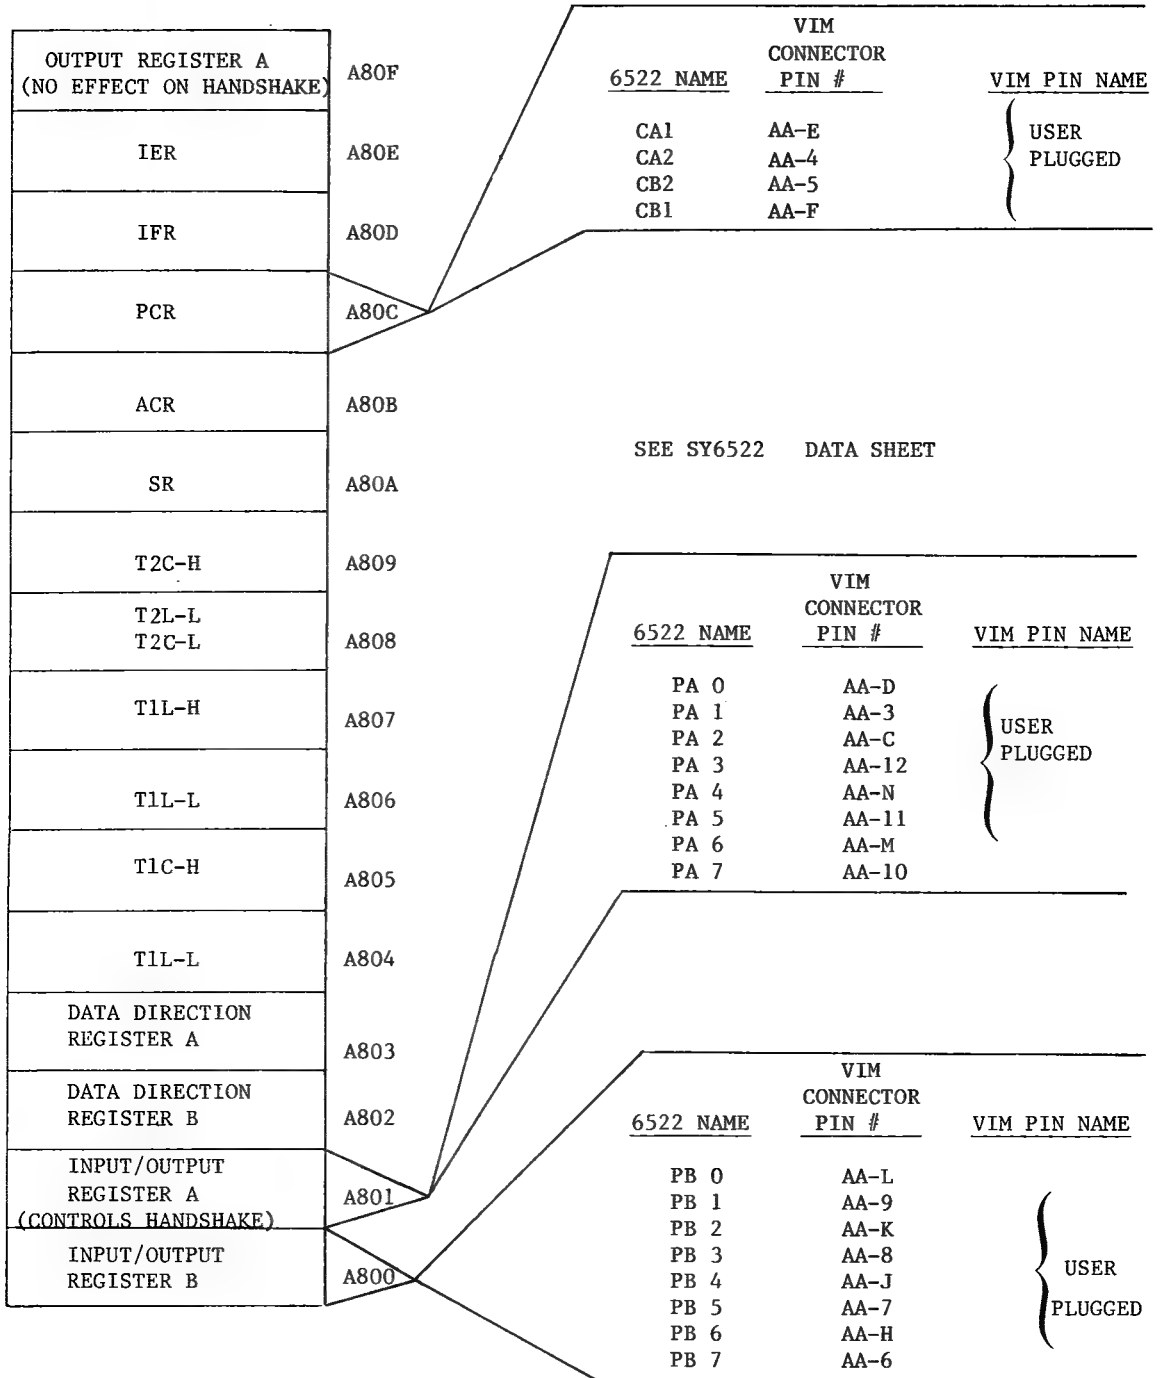 OUTPUT REGISTER A
(NO EFFECT ON HANDSHAKE)
A80F
IER
A80E
IFR
A80D
PCR
A80C
ACR
A80B
SR
A80A
T2C-H
A809
T2L-L
T2C-L
A808
T1L-H
A807
T1L-L
A806
T1C-H
A805
T1L-L
A804
DATA DIRECTION
REGISTER A
A803
DATA DIRECTION
REGISTER B
A802
INPUT/OUTPUT
REGISTER A
(CONTROLS HANDSHAKE)
A801
INPUT/OUTPUT
REGISTER B
A800
VIM
CONNECTOR
6522 NAME PIN # VIM PIN NAME
CA1 AA-E
CA2 AA-4
CB2 AA-5
CB1 AA-F
USER
PLUGGED
SEE SY6522 DATA SHEET
VIM
CONNECTOR
6522 NAME PIN # VIM PIN NAME
PA 0 AA-D
PA 1 AA-3
PA 2 AA-C
PA 3 AA-12
PA 4 AA-N
PA 5 AA-11
PA 6 AA-M
PA 7 AA-10
USER
PLUGGED
VIM
CONNECTOR
6522 NAME PIN # VIM PIN NAME
PB 0 AA-L
PB 1 AA-9
PB 2 AA-K
PB 3 AA-8
PB 4 AA-J
PB 5 AA-7
PB 6 AA-H
PB 7 AA-6
USER
PLUGGED